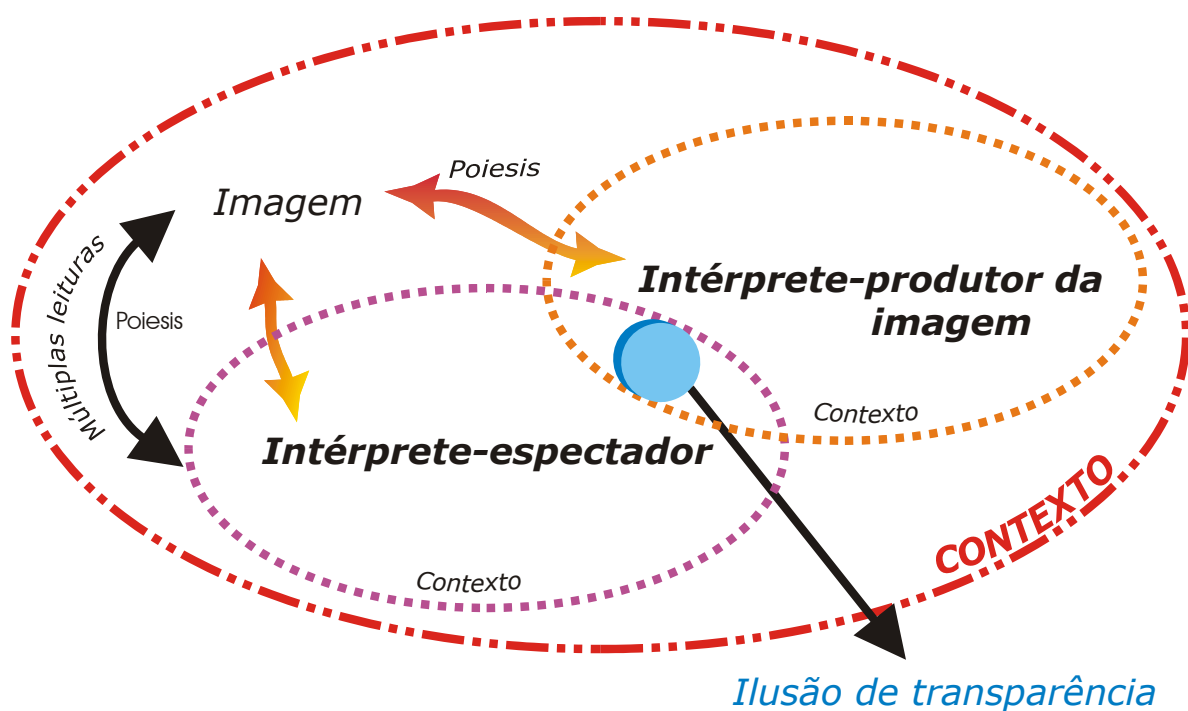 Poiesis
Imagem
Múltiplas leituras
Poiesis
Intérprete-produtor da
imagem
Contexto
Intérprete-espectador
CONTEXTO
Contexto
Ilusão de transparência